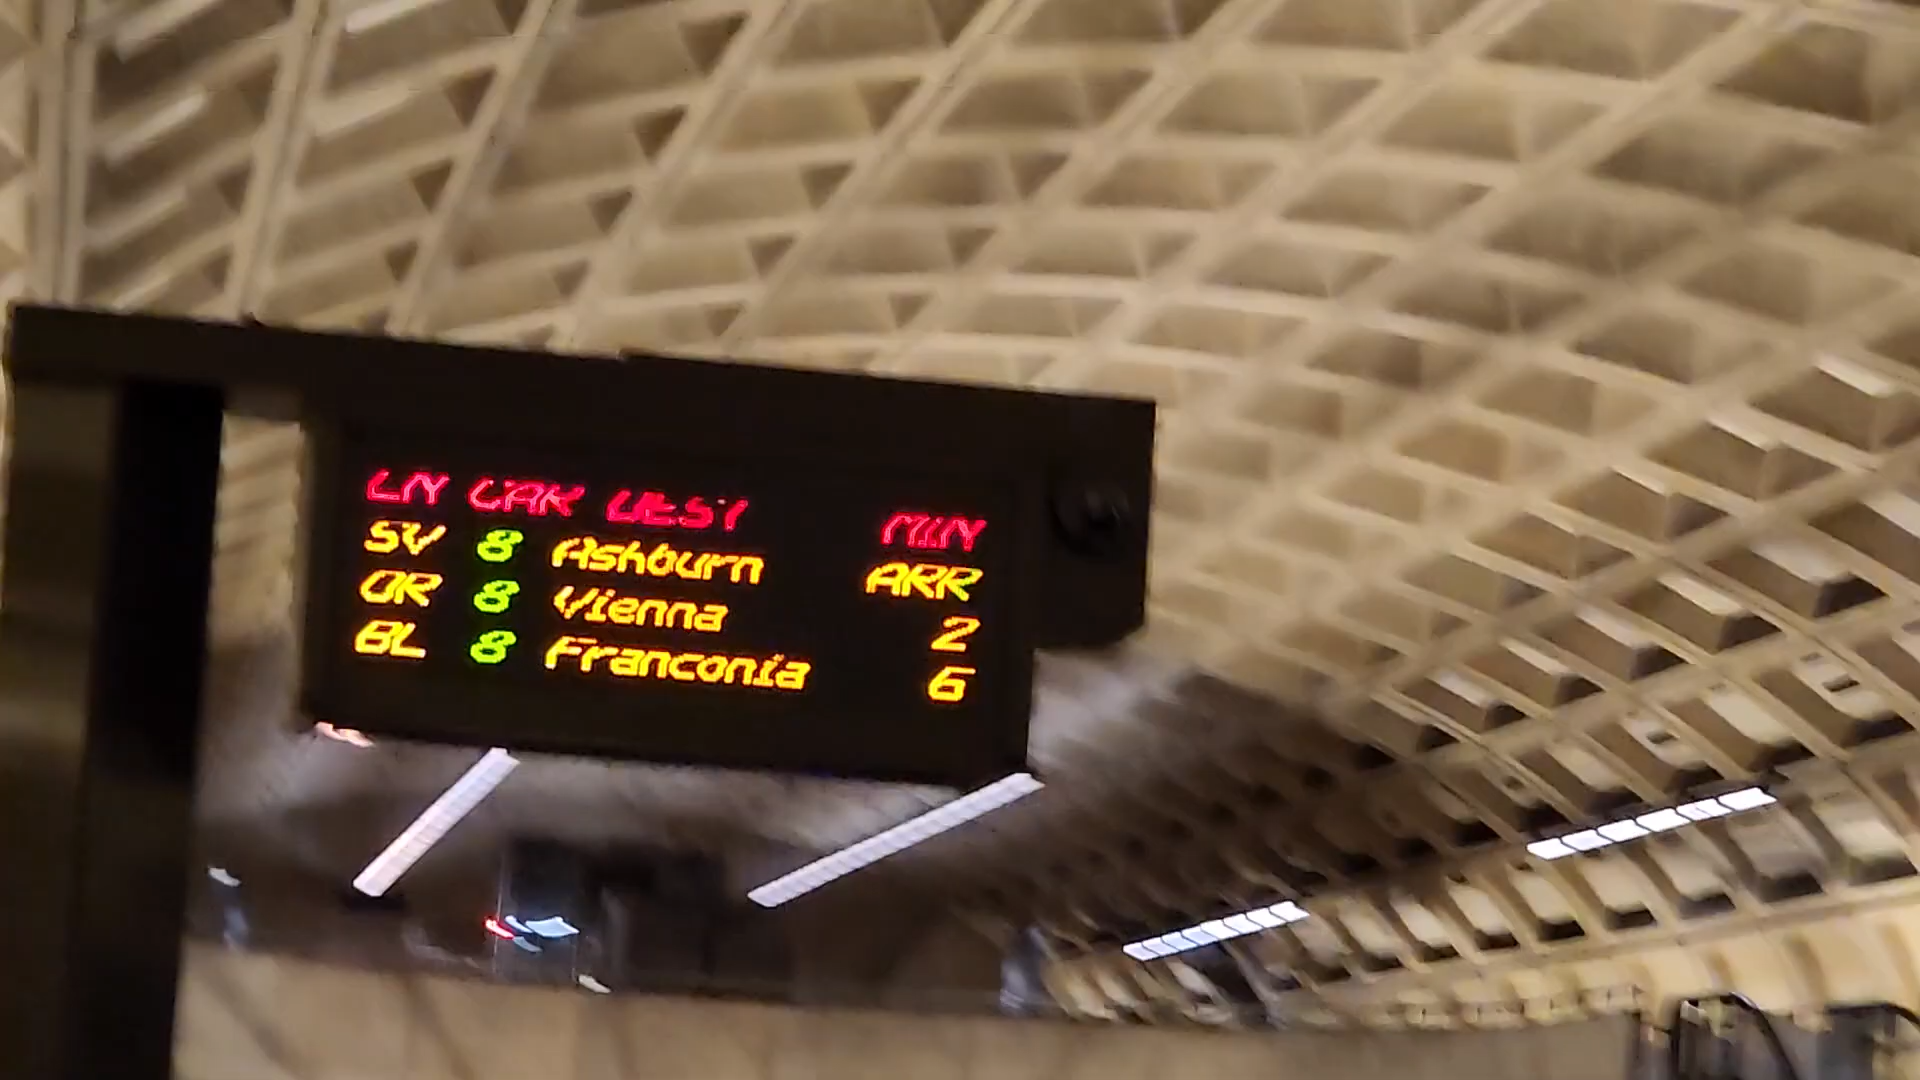 LN CAR DEST MIN
SV 8 Ashburn ARR
OR 8 Vienna 2
BL 8 Franconia 6